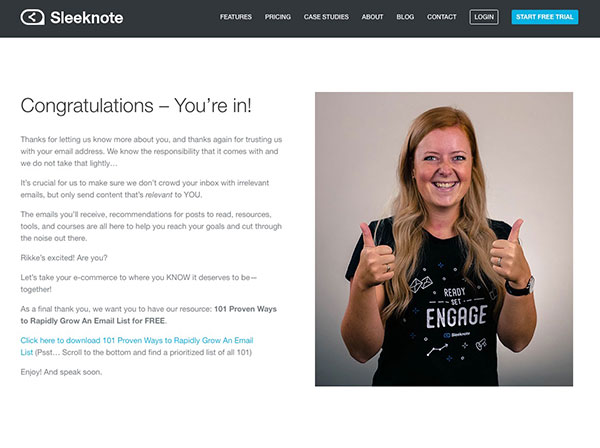 Sleeknote
FEATURES PRICING CASE STUDIES ABOUT BLOG CONTACT LOGIN START FREE TRIAL
Congratulations – You're in!
Thanks for letting us know more about you, and thanks again for trusting us
with your email address. We know the responsibility that it comes with and
we do not take that lightly…
It's crucial for us to make sure we don't crowd your inbox with irrelevant
emails, but only send content that's relevant to YOU.
The emails you'll receive, recommendations for posts to read, resources,
tools, and courses are all here to help you reach your goals and cut through
the noise out there.
Rikke's excited! Are you?
Let's take your e-commerce to where you KNOW it deserves to be—
together!
As a final thank you, we want you to have our resource: 101 Proven Ways
to Rapidly Grow An Email List for FREE.
Click here to download 101 Proven Ways to Rapidly Grow An Email
List (Psst… Scroll to the bottom and find a prioritized list of all 101)
Enjoy! And speak soon.
READY
SET
ENGAGE
Sleeknote